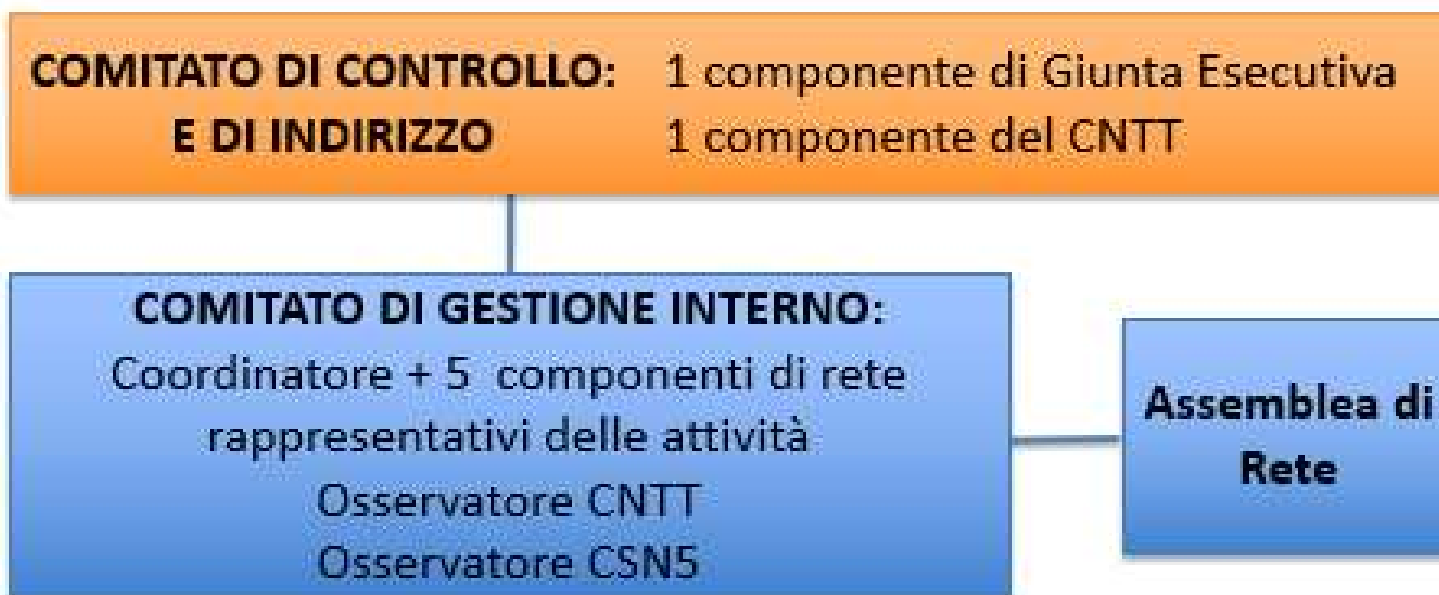 COMITATO DI CONTROLLO: 1 componente di Giunta Esecutiva
E DI INDIRIZZO 1 componente del CNTT
COMITATO DI GESTIONE INTERNO:
Coordinatore + 5 componenti di rete
rappresentativi delle attività
Osservatore CNTT
Osservatore CSN5
Assemblea di
Rete